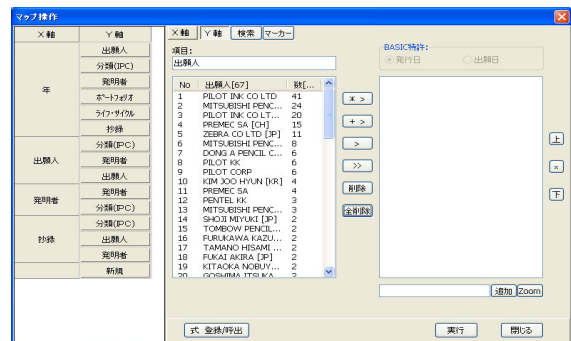 マップ操作
X 軸 Y 軸
年
出願人
分類(IPC)
発明者
ポートフォリオ
ライフ・サイクル
抄録
出願人
分類(IPC)
発明者
出願人
発明者
分類(IPC)
抄録
分類(IPC)
出願人
発明者
新規
X 軸 Y 軸 検索 マーカー
項目:
出願人
No 出願人[67] 数[...
1 PILOT INK CO LTD 41
2 MITSUBISHI PENC... 24
3 PILOT INK CO LT... 20
4 PREMEC SA [CH] 15
5 ZEBRA CO LTD [JP] 11
6 MITSUBISHI PENC... 8
7 DONG A PENCIL C... 6
8 PILOT KK 6
9 PILOT CORP 6
10 KIM JOO HYUN [KR] 4
11 PREMEC SA 4
12 PENTEL KK 3
13 MITSUBISHI PENC... 3
14 SHOJI MIYUKI [JP] 2
15 TOMBOW PENCIL... 2
16 FURUKAWA KAZU... 2
17 TAMANO HISAMI ... 2
18 FUKAI AKIRA [JP] 2
19 KITAOKA NOBUY... 2
20 GOSHIMA ITSUKA 2
* >
+ >
>
>>
削除
全削除
BASIC特許:
発行日 出願日
上
×
下
追加 Zoom
式 登録/呼出
実行 閉じる